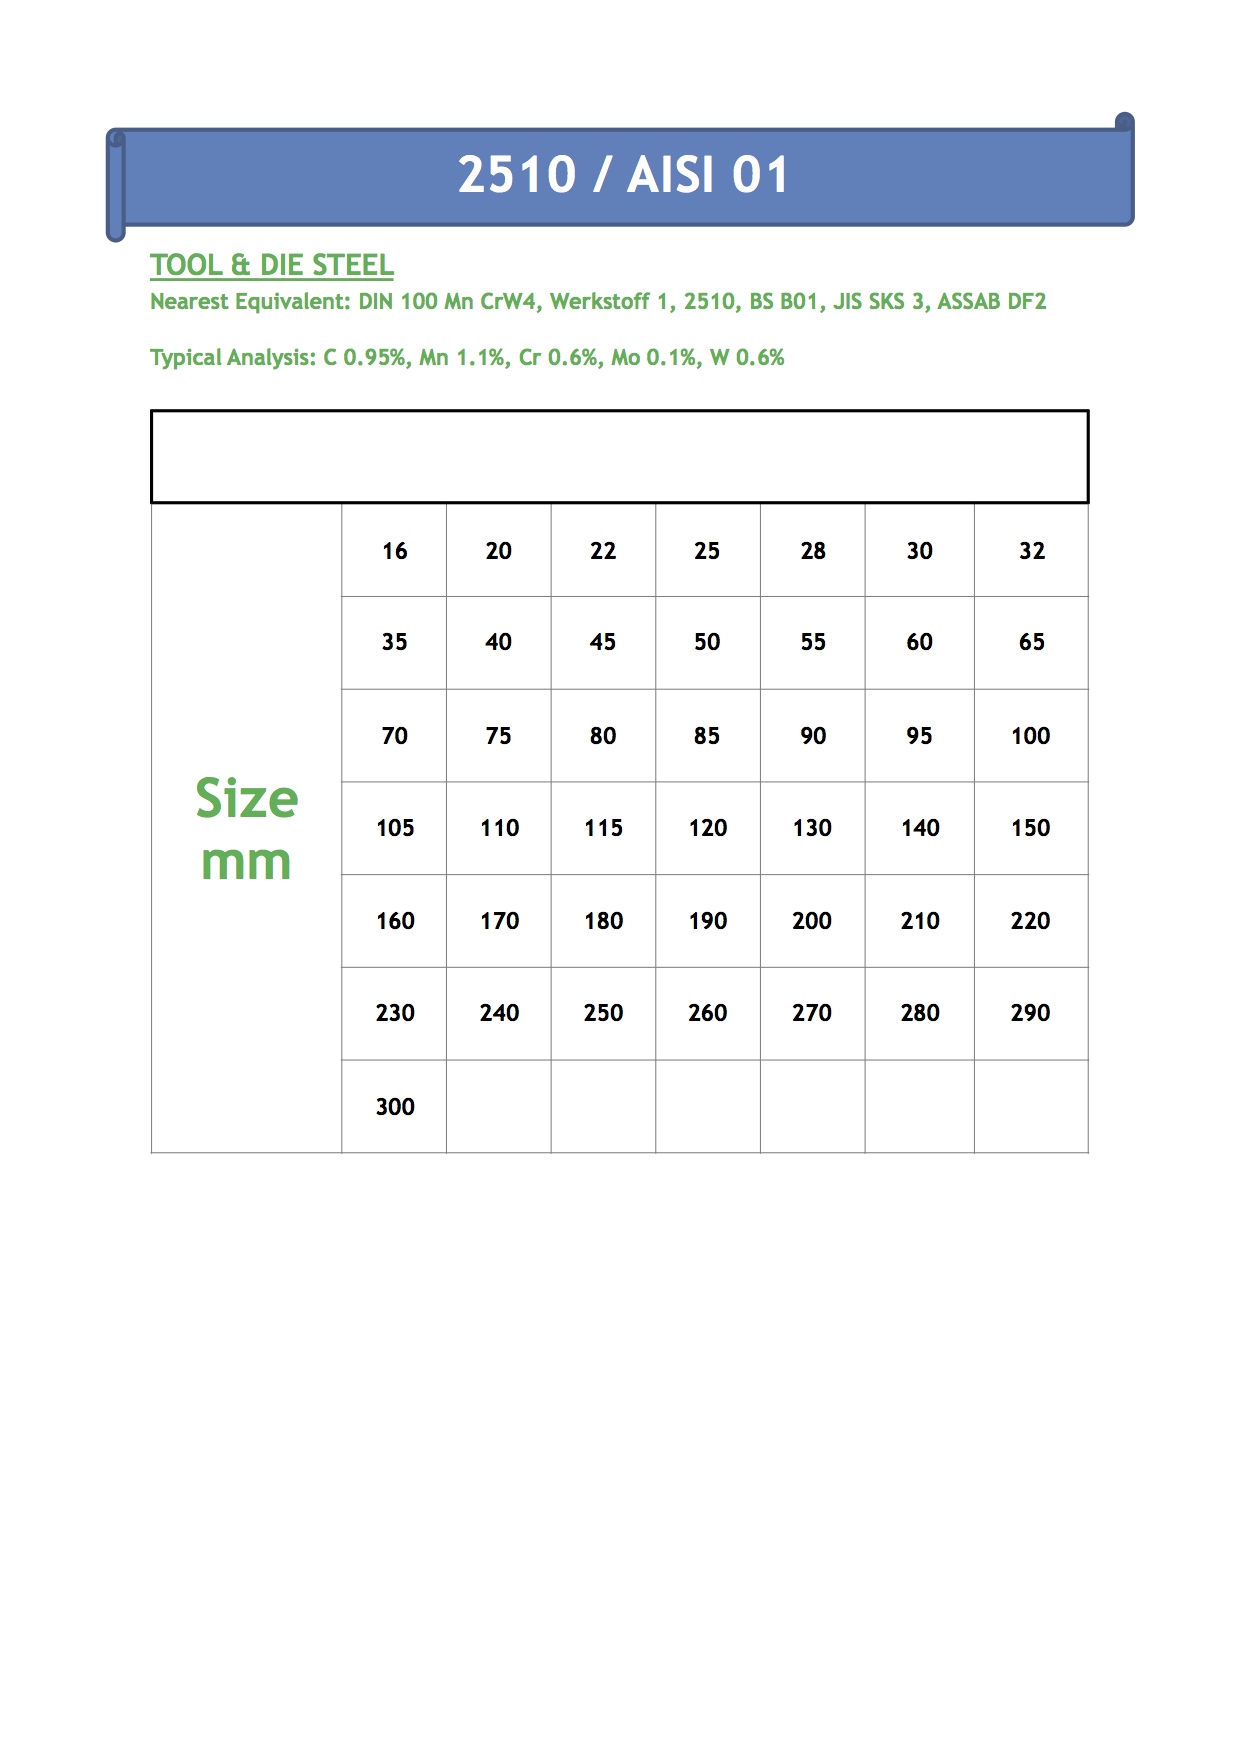 2510 / AISI 01
TOOL & DIE STEEL
Nearest Equivalent: DIN 100 Mn CrW4, Werkstoff 1, 2510, BS B01, JIS SKS 3, ASSAB DF2
Typical Analysis: C 0.95%, Mn 1.1%, Cr 0.6%, Mo 0.1%, W 0.6%
16 20 22 25 28 30 32
35 40 45 50 55 60 65
70 75 80 85 90 95 100
Size
mm
105 110 115 120 130 140 150
160 170 180 190 200 210 220
230 240 250 260 270 280 290
300